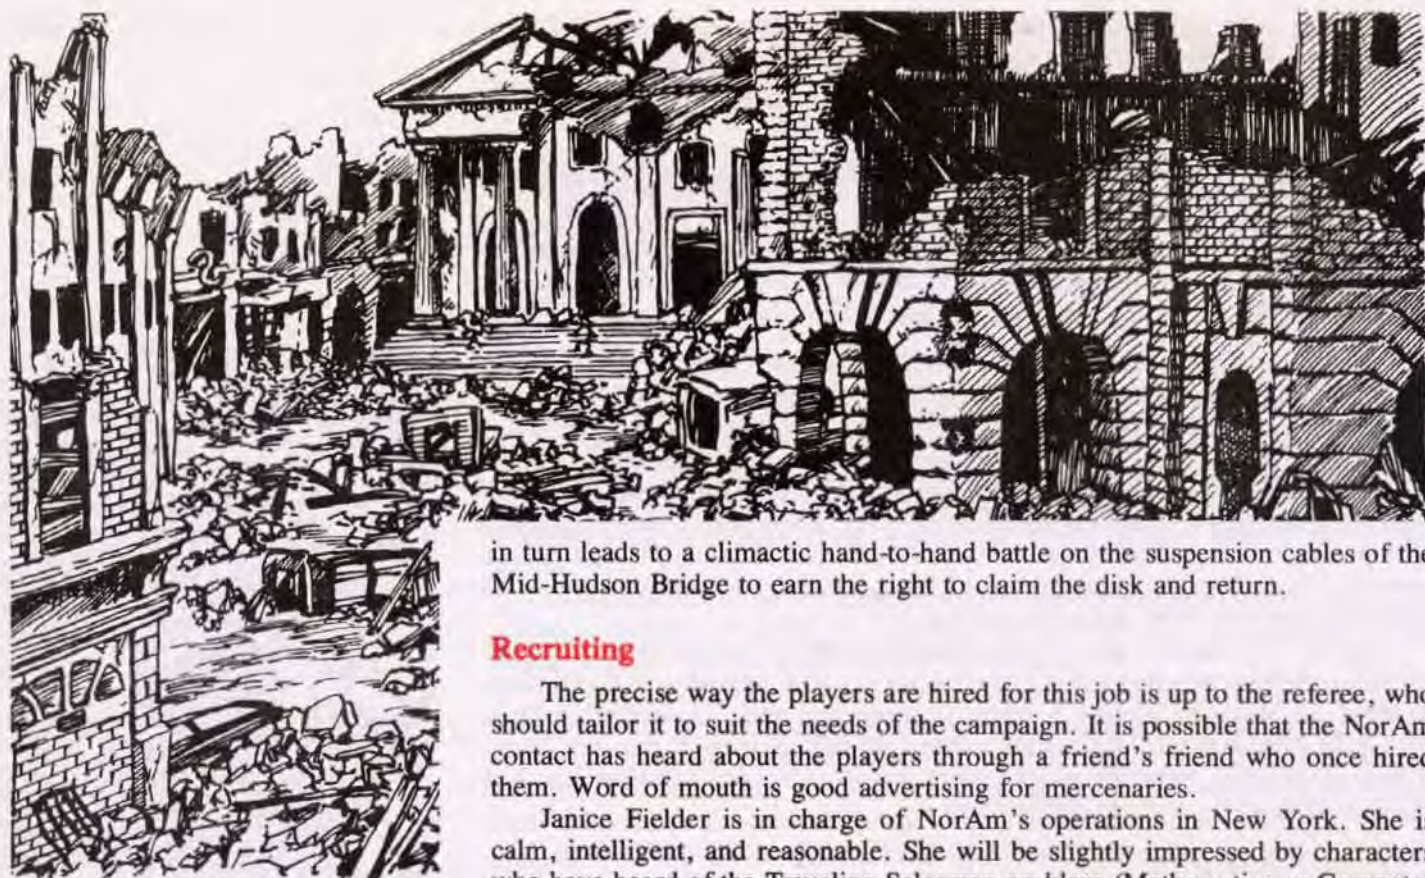 in turn leads to a climactic hand-to-hand battle on the suspension cables of the
Mid-Hudson Bridge to earn the right to claim the disk and return.
Recruiting
The precise way the players are hired for this job is up to the referee, who
should tailor it to suit the needs of the campaign. It is possible that the NorAm
contact has heard about the players through a friend's friend who once hired
them. Word of mouth is good advertising for mercenaries.
Janice Fielder is in charge of NorAm's operations in New York. She is
calm, intelligent, and reasonable. She will be slightly impressed by characters